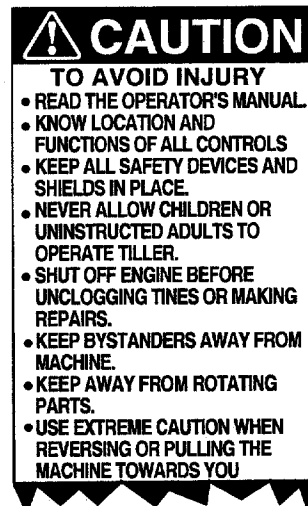 CAUTION
TO AVOID INJURY
• READ THE OPERATOR'S MANUAL.
• KNOW LOCATION AND
FUNCTIONS OF ALL CONTROLS
• KEEP ALL SAFETY DEVICES AND
SHIELDS IN PLACE.
• NEVER ALLOW CHILDREN OR
UNINSTRUCTED ADULTS TO
OPERATE TILLER.
• SHUT OFF ENGINE BEFORE
UNCLOGGING TINES OR MAKING
REPAIRS.
• KEEP BYSTANDERS AWAY FROM
MACHINE.
• KEEP AWAY FROM ROTATING
PARTS.
• USE EXTREME CAUTION WHEN
REVERSING OR PULLING THE
MACHINE TOWARDS YOU